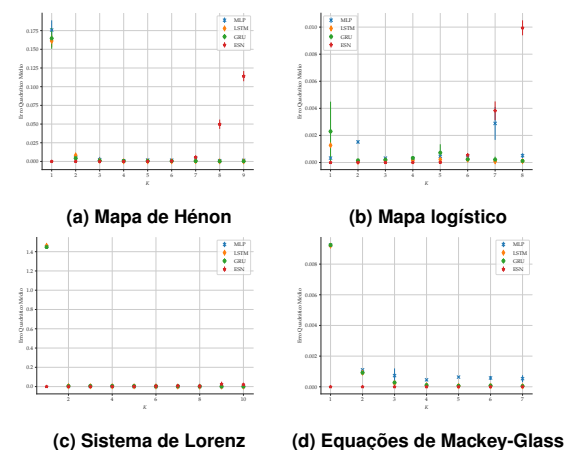 0.175
0.150
0.125
0.100
0.075
0.050
0.025
0.000
Erro Quadrático Médio
1 2 3 4 5 6 7 8 9
K
MLP
LSTM
GRU
ESN
(a) Mapa de Hénon
0.010
0.008
0.006
0.004
0.002
0.000
Erro Quadrático Médio
1 2 3 4 5 6 7 8
K
MLP
LSTM
GRU
ESN
(b) Mapa logístico
1.4
1.2
1.0
0.8
0.6
0.4
0.2
0.0
Erro Quadrático Médio
2 4 6 8 10
K
MLP
LSTM
GRU
ESN
(c) Sistema de Lorenz
0.008
0.006
0.004
0.002
0.000
Erro Quadrático Médio
1 2 3 4 5 6 7
K
MLP
LSTM
GRU
ESN
(d) Equações de Mackey-Glass